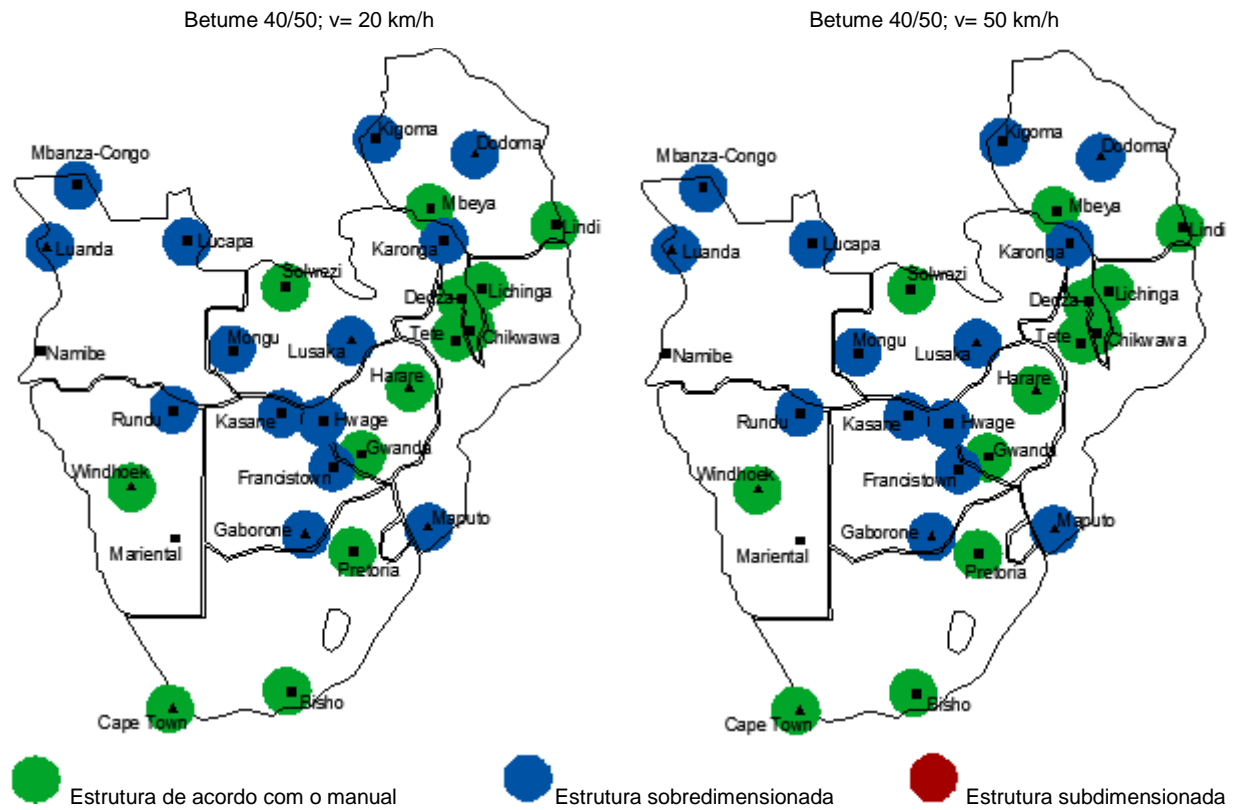 Betume 40/50; v= 20 km/h
Betume 40/50; v= 50 km/h
Kigoma
Dodoma
Mbanza-Congo
Mbeya
Lindi
Luanda
Lucapa
Karonga
Solwezi
Lichinga
Dedza
Mongu
Lusaka
Tete
Chikwawa
Namibe
Harare
Rundu
Kasane
Hwage
Gwanda
Windhoek
Francistown
Gaborone
Maputo
Mariental
Pretoria
Bisho
Cape Town
Kigoma
Dodoma
Mbanza-Congo
Mbeya
Lindi
Luanda
Lucapa
Karonga
Solwezi
Lichinga
Dedza
Mongu
Lusaka
Tete
Chikwawa
Namibe
Harare
Rundu
Kasane
Hwage
Gwanda
Windhoek
Francistown
Gaborone
Maputo
Mariental
Pretoria
Bisho
Cape Town
Estrutura de acordo com o manual
Estrutura sobredimensionada
Estrutura subdimensionada